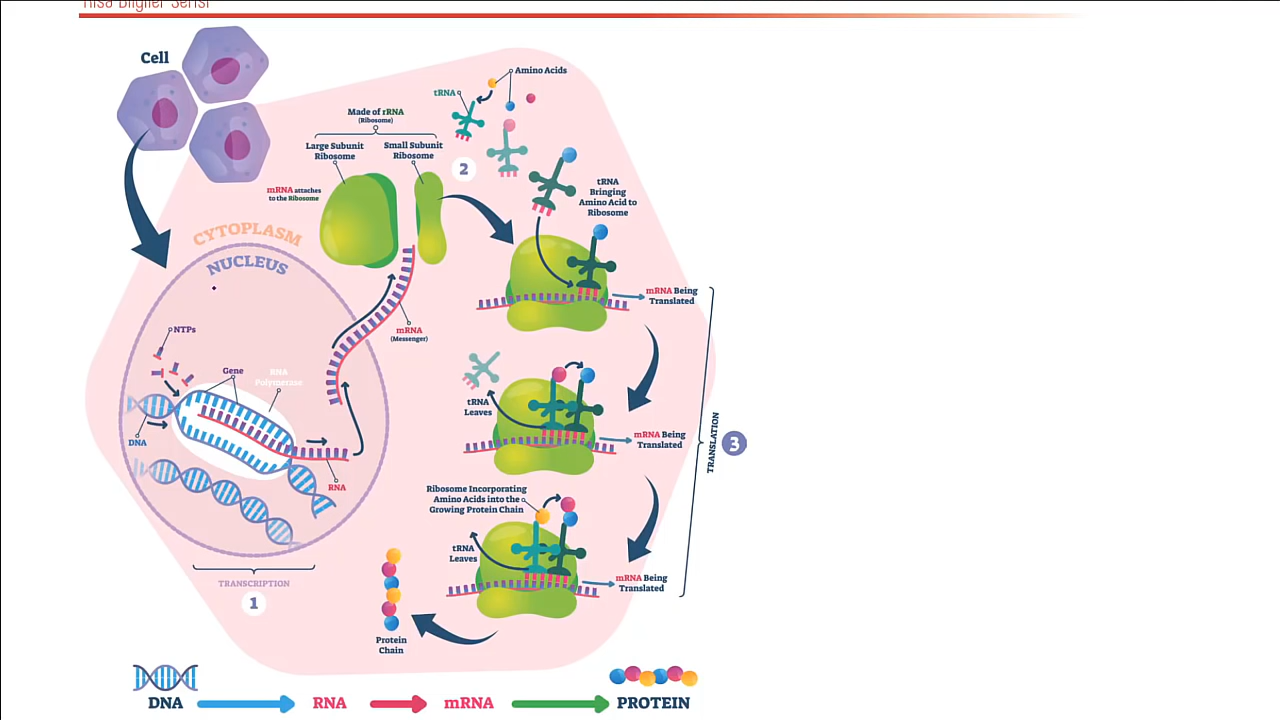 Kısa Bilgiler Serisi
Cell
Amino Acids
tRNA
Made of rRNA
(Ribosome)
Large Subunit
Ribosome
Small Subunit
Ribosome
2
mRNA attaches
to the Ribosome
tRNA
Bringing
Amino Acid to
Ribosome
CYTOPLASM
NUCLEUS
mRNA Being
Translated
NTPs
mRNA
(Messenger)
Gene
RNA
Polymerase
tRNA
Leaves
DNA
mRNA Being
Translated
TRANSLATION
3
RNA
Ribosome Incorporating
Amino Acids into the
Growing Protein Chain
tRNA
Leaves
mRNA Being
Translated
TRANSCRIPTION
1
Protein
Chain
DNA
RNA
mRNA
PROTEIN